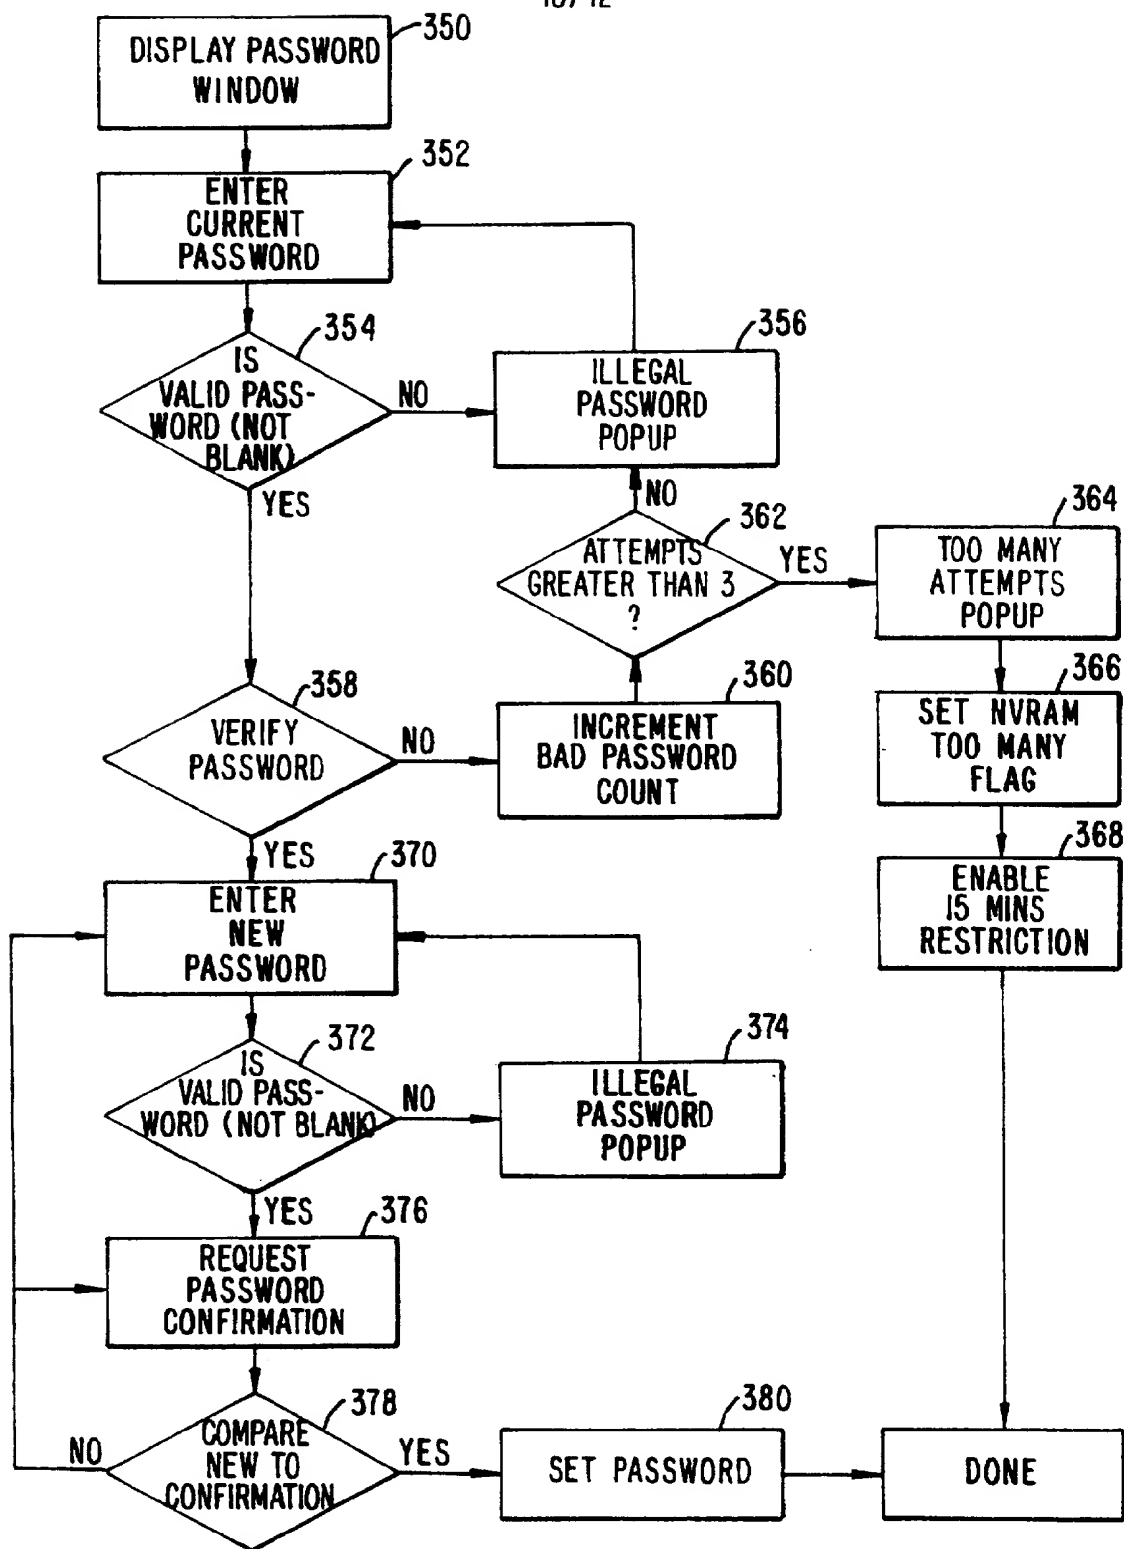 350
DISPLAY PASSWORD
WINDOW
352
ENTER
CURRENT
PASSWORD
354
IS
VALID PASS-
WORD (NOT
BLANK)
NO
YES
356
ILLEGAL
PASSWORD
POPUP
NO
362
ATTEMPTS
GREATER THAN 3
?
YES
364
TOO MANY
ATTEMPTS
POPUP
358
VERIFY
PASSWORD
NO
YES
360
INCREMENT
BAD PASSWORD
COUNT
366
SET NVRAM
TOO MANY
FLAG
368
ENABLE
15 MINS
RESTRICTION
370
ENTER
NEW
PASSWORD
372
IS
VALID PASS-
WORD (NOT BLANK)
NO
YES
374
ILLEGAL
PASSWORD
POPUP
376
REQUEST
PASSWORD
CONFIRMATION
378
COMPARE
NEW TO
CONFIRMATION
NO
YES
380
SET PASSWORD
DONE